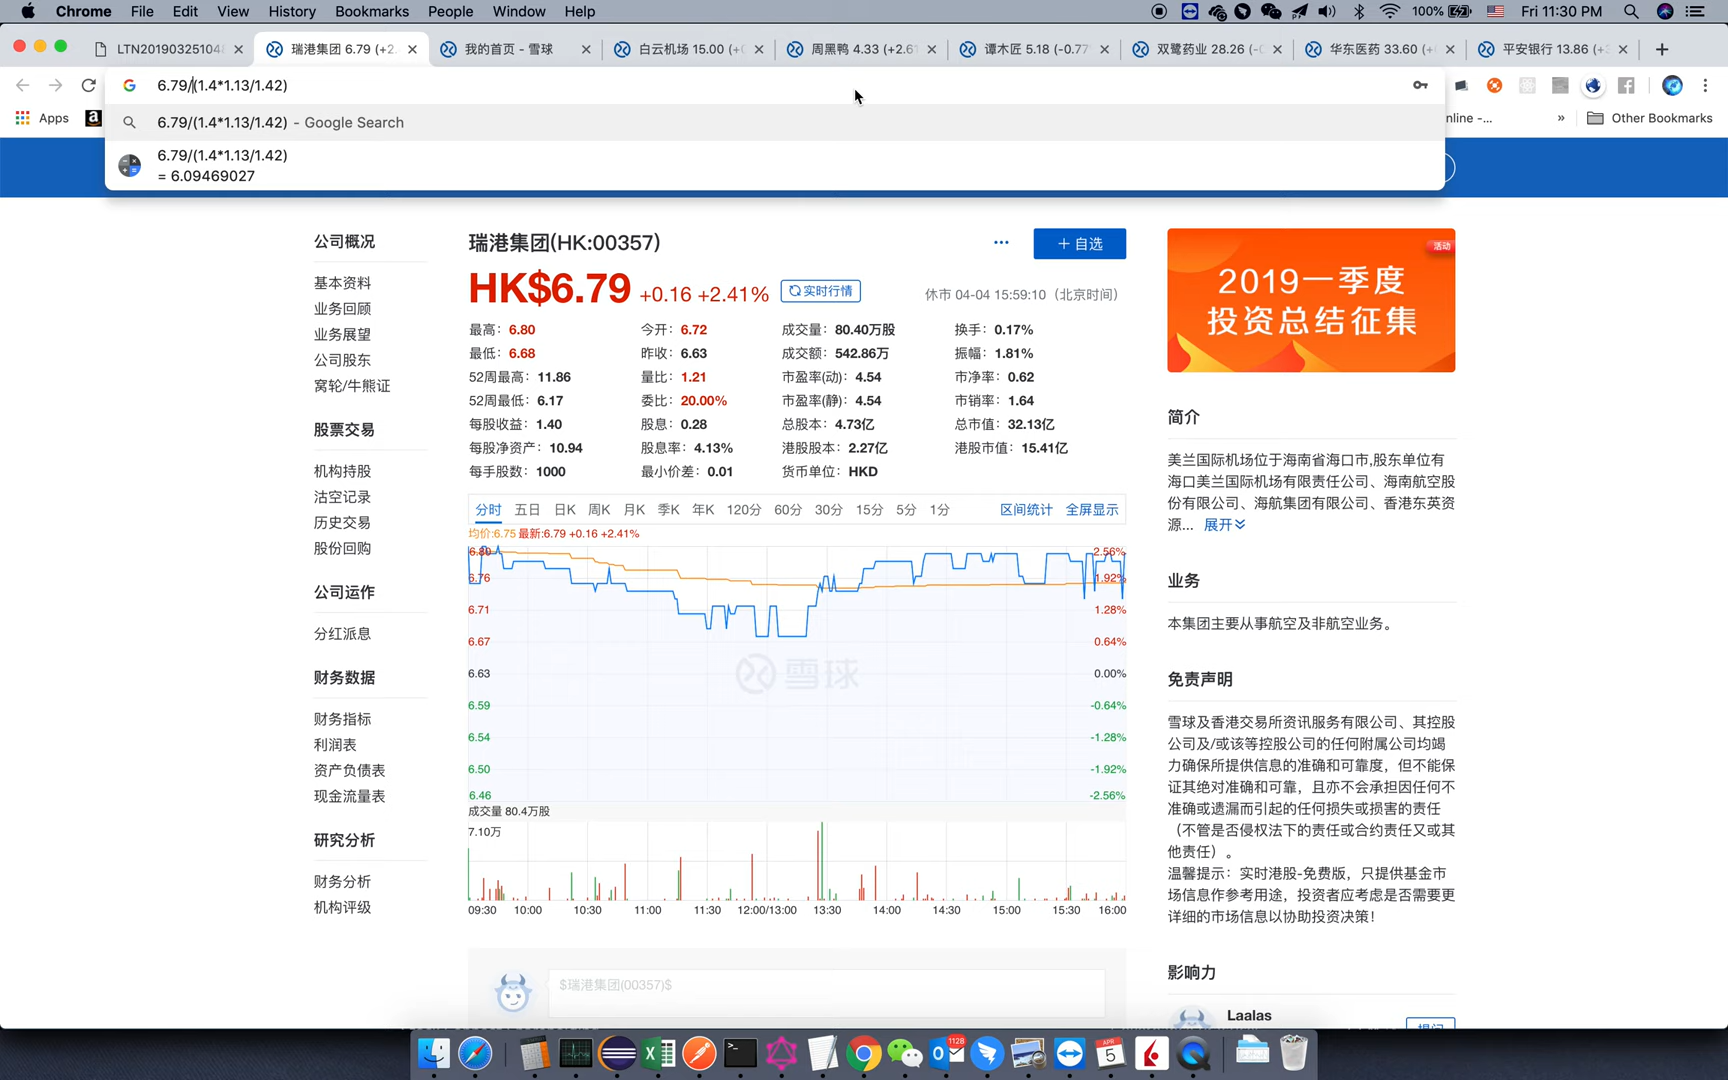 Chrome File Edit View History Bookmarks People Window Help 100% Fri 11:30 PM
LTN20190325104 瑞港集团 6.79 (+2. 我的首页 - 雪球 白云机场 15.00 (+0 周黑鸭 4.33 (+2.6 谭木匠 5.18 (-0.77 双鹭药业 28.26 (- 华东医药 33.60 (+ 平安银行 13.86 (+
6.79/(1.4*1.13/1.42)
6.79/(1.4*1.13/1.42) - Google Search
Apps nline -... » Other Bookmarks
6.79/(1.4*1.13/1.42)
= 6.09469027
公司概况
基本资料
业务回顾
业务展望
公司股东
窝轮/牛熊证
股票交易
机构持股
沽空记录
历史交易
股份回购
公司运作
分红派息
财务数据
财务指标
利润表
资产负债表
现金流量表
研究分析
财务分析
机构评级
瑞港集团(HK:00357)
+ 自选
HK$6.79 +0.16 +2.41% 实时行情 休市 04-04 15:59:10（北京时间）
最高：6.80 今开：6.72 成交量：80.40万股 换手：0.17%
最低：6.68 昨收：6.63 成交额：542.86万 振幅：1.81%
52周最高：11.86 量比：1.21 市盈率(动)：4.54 市净率：0.62
52周最低：6.17 委比：20.00% 市盈率(静)：4.54 市销率：1.64
每股收益：1.40 股息：0.28 总股本：4.73亿 总市值：32.13亿
每股净资产：10.94 股息率：4.13% 港股股本：2.27亿 港股市值：15.41亿
每手股数：1000 最小价差：0.01 货币单位：HKD
分时 五日 日K 周K 月K 季K 年K 120分 60分 30分 15分 5分 1分 区间统计 全屏显示
均价:6.75 最新:6.79 +0.16 +2.41%
6.80 2.56%
6.76 1.92%
6.71 1.28%
6.67 0.64%
6.63 0.00%
6.59 -0.64%
6.54 -1.28%
6.50 -1.92%
6.46 -2.56%
雪球
成交量 80.4万股
7.10万
09:30 10:00 10:30 11:00 11:30 12:00/13:00 13:30 14:00 14:30 15:00 15:30 16:00
$瑞港集团(00357)$
活动
2019一季度
投资总结征集
简介
美兰国际机场位于海南省海口市,股东单位有
海口美兰国际机场有限责任公司、海南航空股
份有限公司、海航集团有限公司、香港东英资
源... 展开
业务
本集团主要从事航空及非航空业务。
免责声明
雪球及香港交易所资讯服务有限公司、其控股
公司及/或该等控股公司的任何附属公司均竭
力确保所提供信息的准确和可靠度，但不能保
证其绝对准确和可靠，且亦不会承担因任何不
准确或遗漏而引起的任何损失或损害的责任
（不管是否侵权法下的责任或合约责任又或其
他责任）。
温馨提示：实时港股-免费版，只提供基金市
场信息作参考用途，投资者应考虑是否需要更
详细的市场信息以协助投资决策！
影响力
Laalas
提问
1128
APR
5